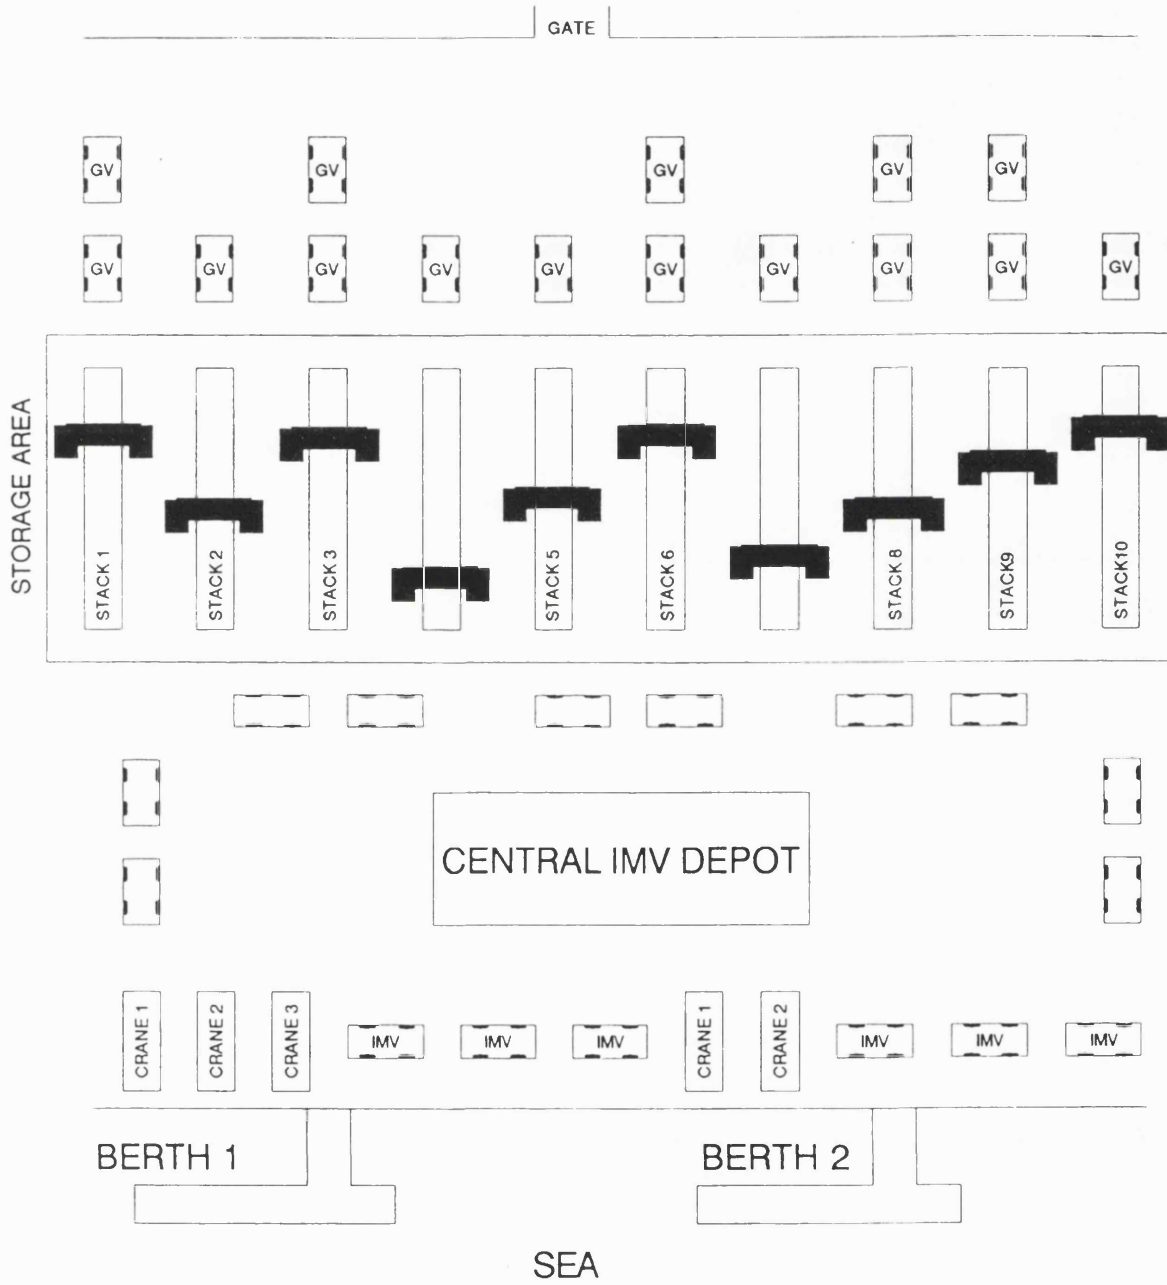 GATE
GV GV GV GV GV
GV GV GV GV GV GV GV GV GV GV
STORAGE AREA
STACK 1
STACK 2
STACK 3
STACK 5
STACK 6
STACK 8
STACK9
STACK10
CENTRAL IMV DEPOT
CRANE 1
CRANE 2
CRANE 3
IMV IMV IMV
CRANE 1
CRANE 2
IMV IMV IMV
BERTH 1
BERTH 2
SEA